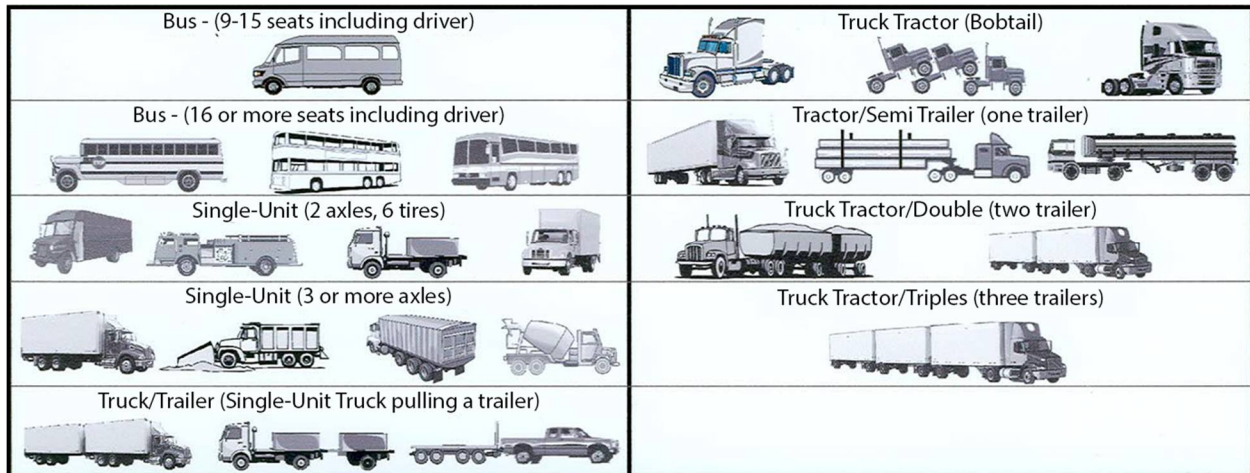 Bus - (9-15 seats including driver)
Bus - (16 or more seats including driver)
Single-Unit (2 axles, 6 tires)
Single-Unit (3 or more axles)
Truck/Trailer (Single-Unit Truck pulling a trailer)
Truck Tractor (Bobtail)
Tractor/Semi Trailer (one trailer)
Truck Tractor/Double (two trailer)
Truck Tractor/Triples (three trailers)